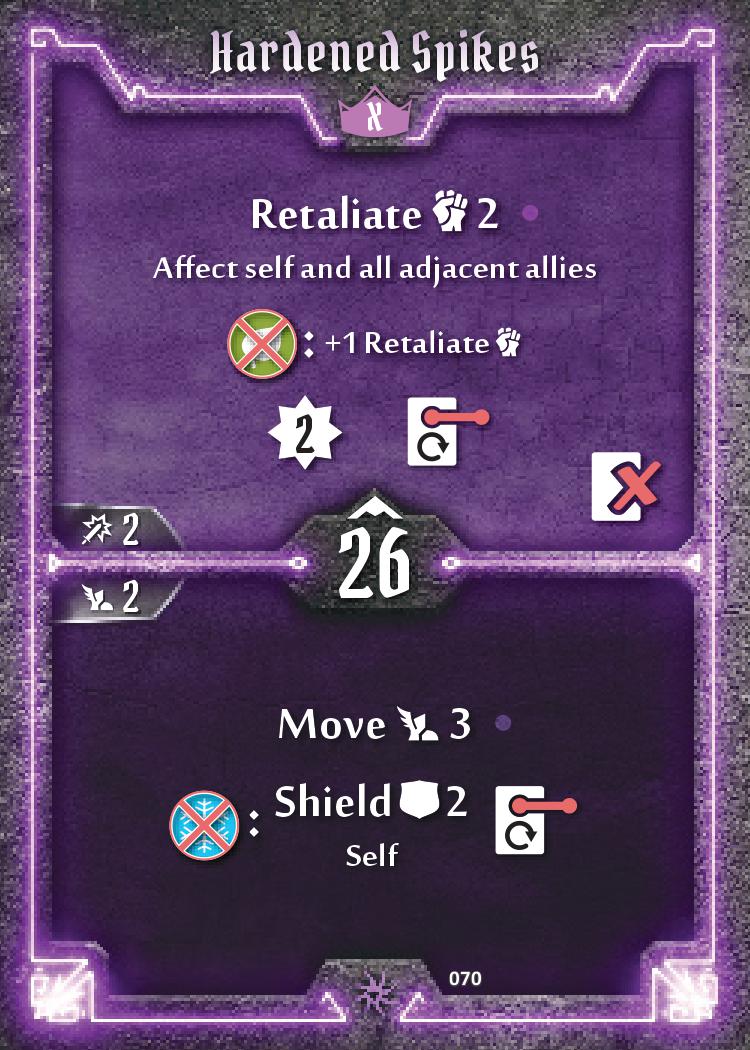 Hardened Spikes
X
Retaliate 2
Affect self and all adjacent allies
: +1 Retaliate
2
2
26
2
Move 3
: Shield 2
Self
070